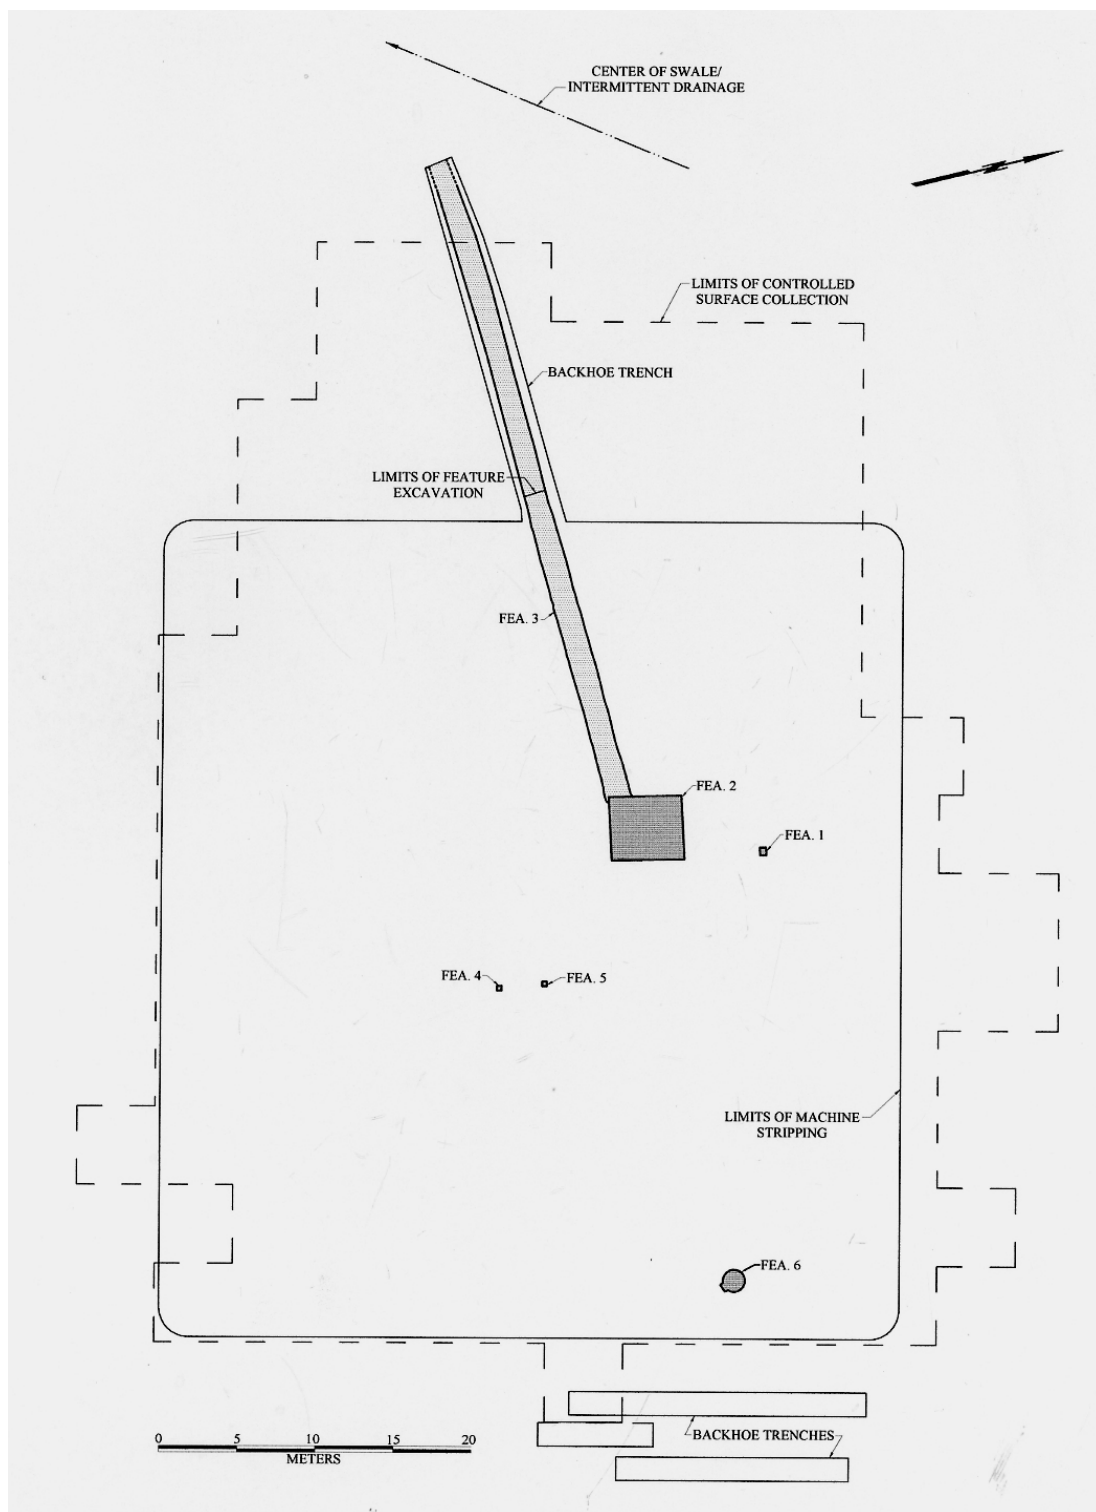 CENTER OF SWALE/
INTERMITTENT DRAINAGE
LIMITS OF CONTROLLED
SURFACE COLLECTION
BACKHOE TRENCH
LIMITS OF FEATURE
EXCAVATION
FEA. 3
FEA. 2
FEA. 1
FEA. 4
FEA. 5
LIMITS OF MACHINE
STRIPPING
FEA. 6
BACKHOE TRENCHES
0 5 10 15 20
METERS